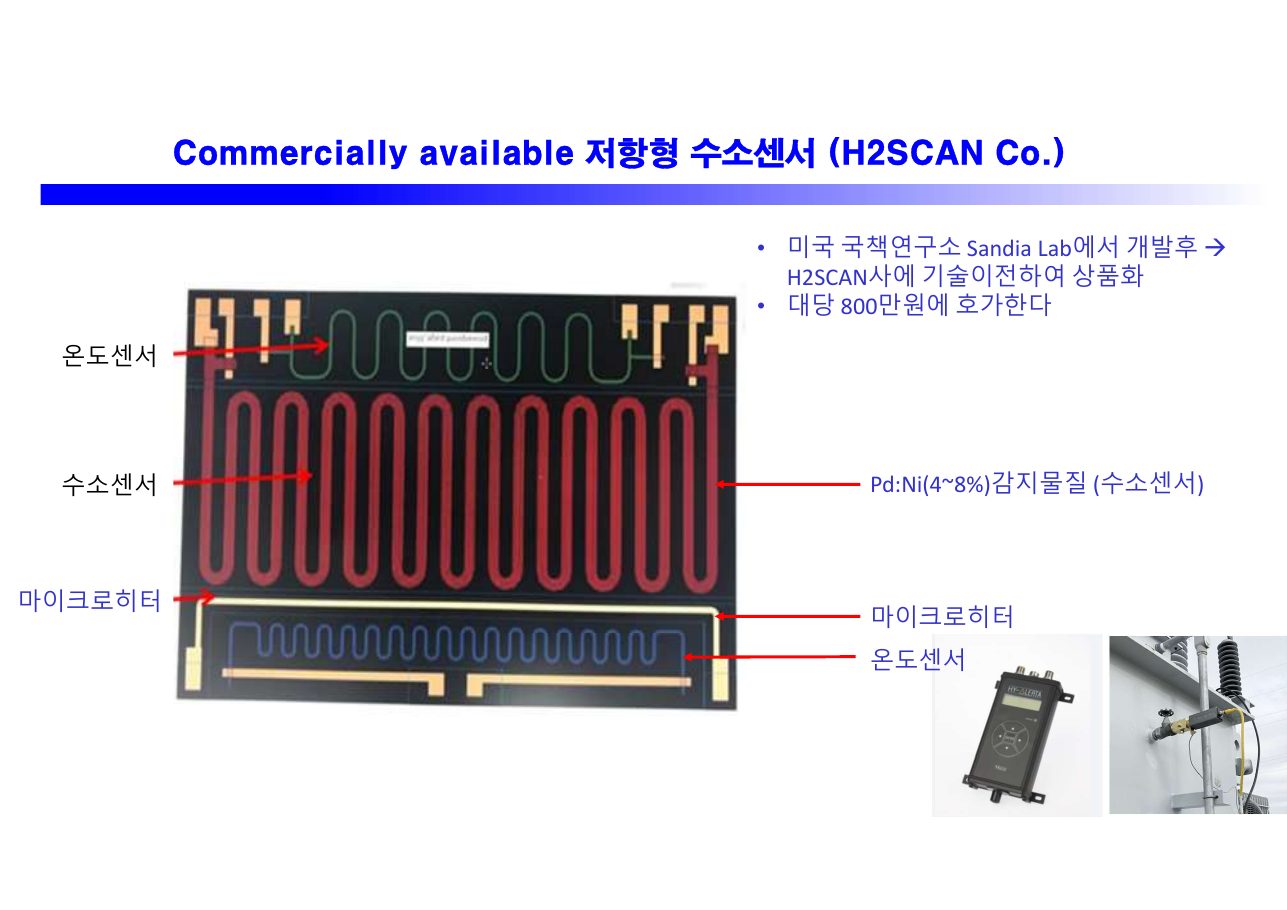 Commercially available 저항형 수소센서 (H2SCAN Co.)
• 미국 국책연구소 Sandia Lab에서 개발후 →
H2SCAN사에 기술이전하여 상품화
• 대당 800만원에 호가한다
온도센서
수소센서
Pd:Ni(4~8%)감지물질 (수소센서)
마이크로히터
마이크로히터
온도센서